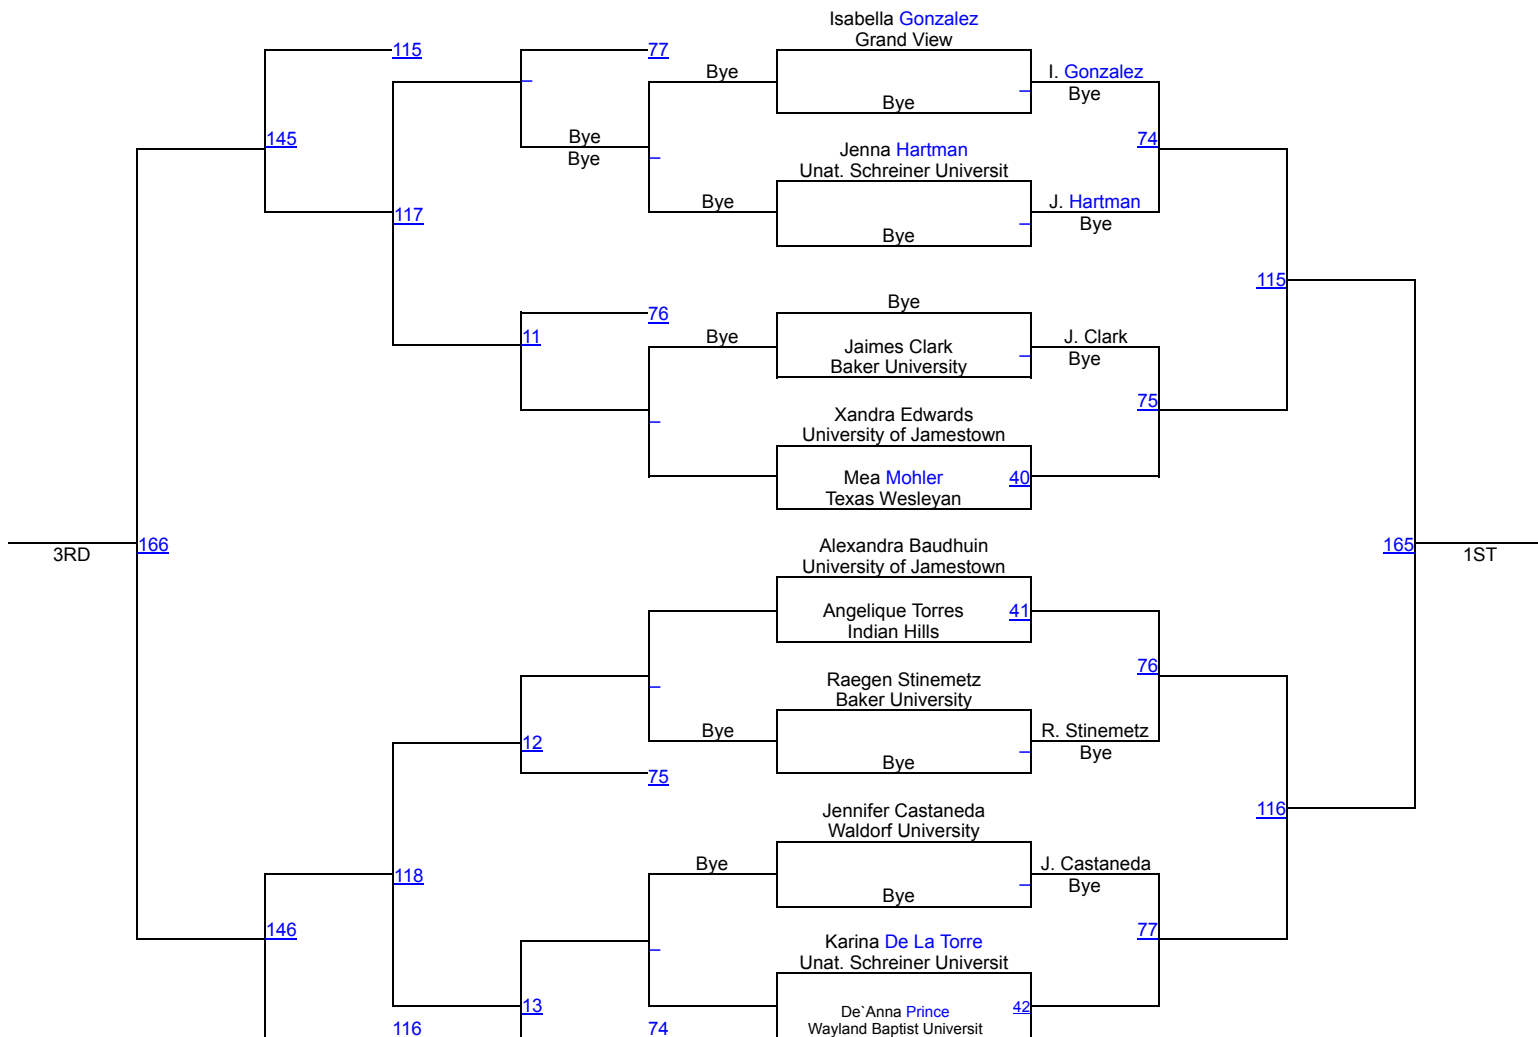 Isabella Gonzalez
Grand View
115
77
Bye
I. Gonzalez
Bye
Bye
145
Bye
Bye
74
Jenna Hartman
Unat. Schreiner Universit
Bye
J. Hartman
Bye
117
Bye
115
Bye
76
11
Bye
Jaimes Clark
Baker University
J. Clark
Bye
75
Xandra Edwards
University of Jamestown
Mea Mohler
Texas Wesleyan
40
3RD
166
Alexandra Baudhuin
University of Jamestown
165
1ST
Angelique Torres
Indian Hills
41
76
Raegen Stinemetz
Baker University
12
Bye
R. Stinemetz
Bye
Bye
75
Jennifer Castaneda
Waldorf University
116
118
Bye
J. Castaneda
Bye
Bye
146
Karina De La Torre
Unat. Schreiner Universit
77
13
De`Anna Prince
Wayland Baptist Universit
42
116
74